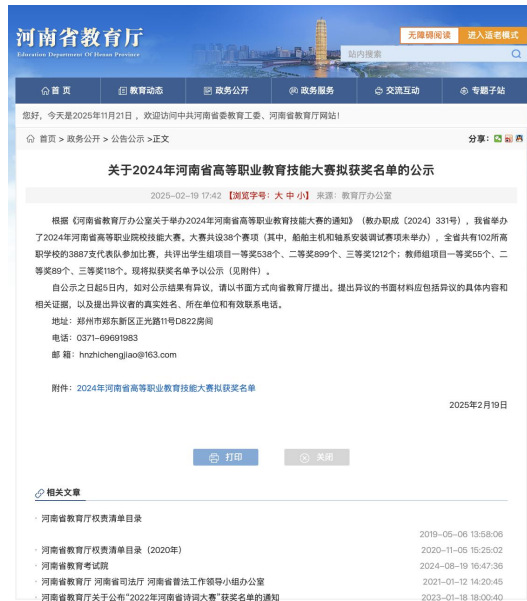 河南省教育厅
Education Department Of Henan Province
无障碍阅读 进入适老模式
站内搜索
首 页 教育动态 政务公开 政务服务 交流互动 专题子站
您好，今天是2025年11月21日，欢迎访问中共河南省委教育工委、河南省教育厅网站！
首页 > 政务公开 > 公告公示 >正文 分享：
关于2024年河南省高等职业教育技能大赛拟获奖名单的公示
2025-02-19 17:42 【浏览字号：大 中 小】 来源：教育厅办公室
根据《河南省教育厅办公室关于举办2024年河南省高等职业教育技能大赛的通知》（教办职成〔2024〕331号），我省举办
了2024年河南省高等职业院校技能大赛。大赛共设38个赛项（其中，船舶主机和轴系安装调试赛项未举办），全省共有102所高
职学校的3887支代表队参加比赛，共评出学生组项目一等奖538个、二等奖899个、三等奖1212个；教师组项目一等奖55个、二
等奖89个、三等奖118个。现将拟获奖名单予以公示（见附件）。
自公示之日起5日内，如对公示结果有异议，请以书面方式向省教育厅提出。提出异议的书面材料应包括异议的具体内容和
相关证据，以及提出异议者的真实姓名、所在单位和有效联系电话。
地址：郑州市郑东新区正光路11号D822房间
电话：0371-69691983
邮 箱：hnzhichengjiao@163.com
附件：2024年河南省高等职业教育技能大赛拟获奖名单
2025年2月19日
打印 关闭
相关文章
河南省教育厅权责清单目录
2019-05-06 13:58:06
河南省教育厅权责清单目录（2020年） 2020-11-05 15:25:02
河南省教育考试院 2024-08-19 16:47:36
河南省教育厅 河南省司法厅 河南省普法工作领导小组办公室 2021-01-12 14:20:45
河南省教育厅关于公布“2022年河南省诗词大赛”获奖名单的通知 2023-01-18 18:00:40